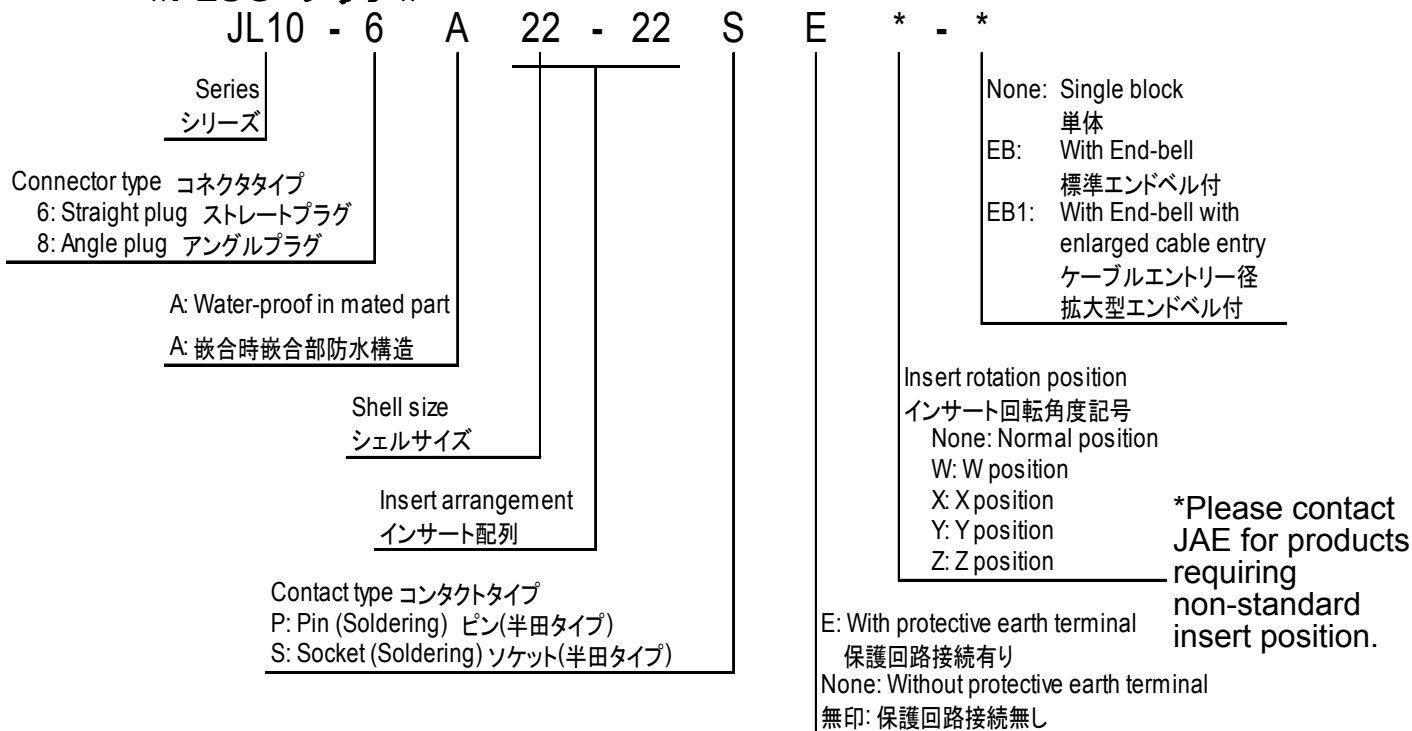 JL10 - 6 A 22 - 22 S E * - *
Series
シリーズ
Connector type コネクタタイプ
6: Straight plug ストレートプラグ
8: Angle plug アングルプラグ
A: Water-proof in mated part
A: 嵌合時嵌合部防水構造
Shell size
シェルサイズ
Insert arrangement
インサート配列
Contact type コンタクトタイプ
P: Pin (Soldering) ピン(半田タイプ)
S: Socket (Soldering) ソケット(半田タイプ)
None: Single block
単体
EB: With End-bell
標準エンドベル付
EB1: With End-bell with
enlarged cable entry
ケーブルエントリー径
拡大型エンドベル付
Insert rotation position
インサート回転角度記号
None: Normal position
W: W position
X: X position
Y: Y position
Z: Z position
*Please contact
JAE for products
requiring
non-standard
insert position.
E: With protective earth terminal
保護回路接続有り
None: Without protective earth terminal
無印: 保護回路接続無し